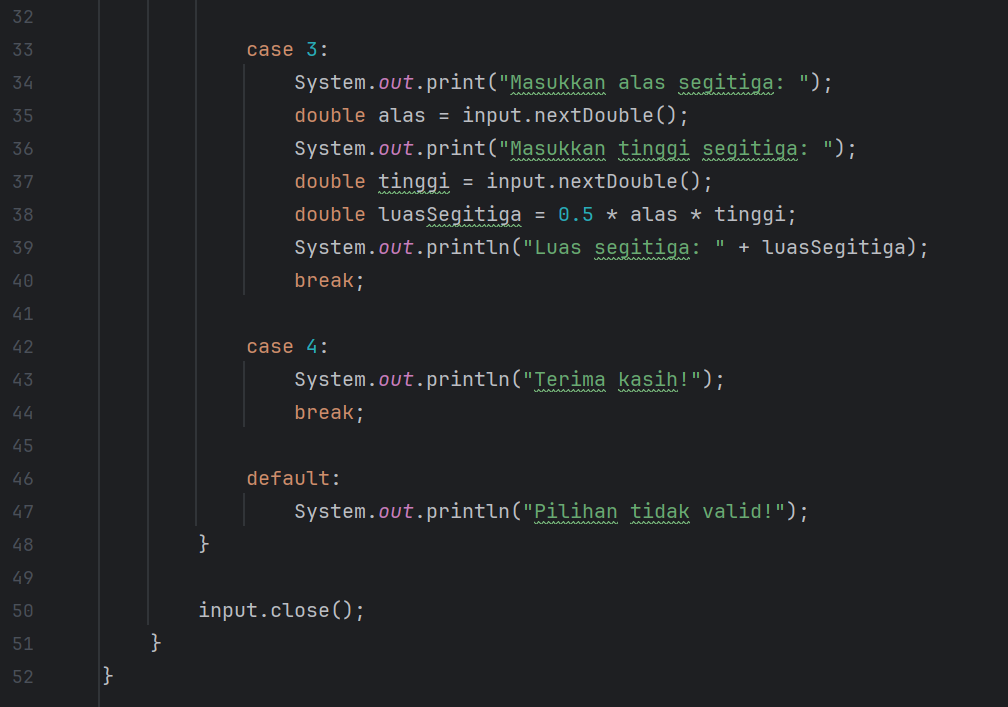 32
33 case 3:
34 System.out.print("Masukkan alas segitiga: ");
35 double alas = input.nextDouble();
36 System.out.print("Masukkan tinggi segitiga: ");
37 double tinggi = input.nextDouble();
38 double luasSegitiga = 0.5 * alas * tinggi;
39 System.out.println("Luas segitiga: " + luasSegitiga);
40 break;
41
42 case 4:
43 System.out.println("Terima kasih!");
44 break;
45
46 default:
47 System.out.println("Pilihan tidak valid!");
48 }
49
50 input.close();
51 }
52 }